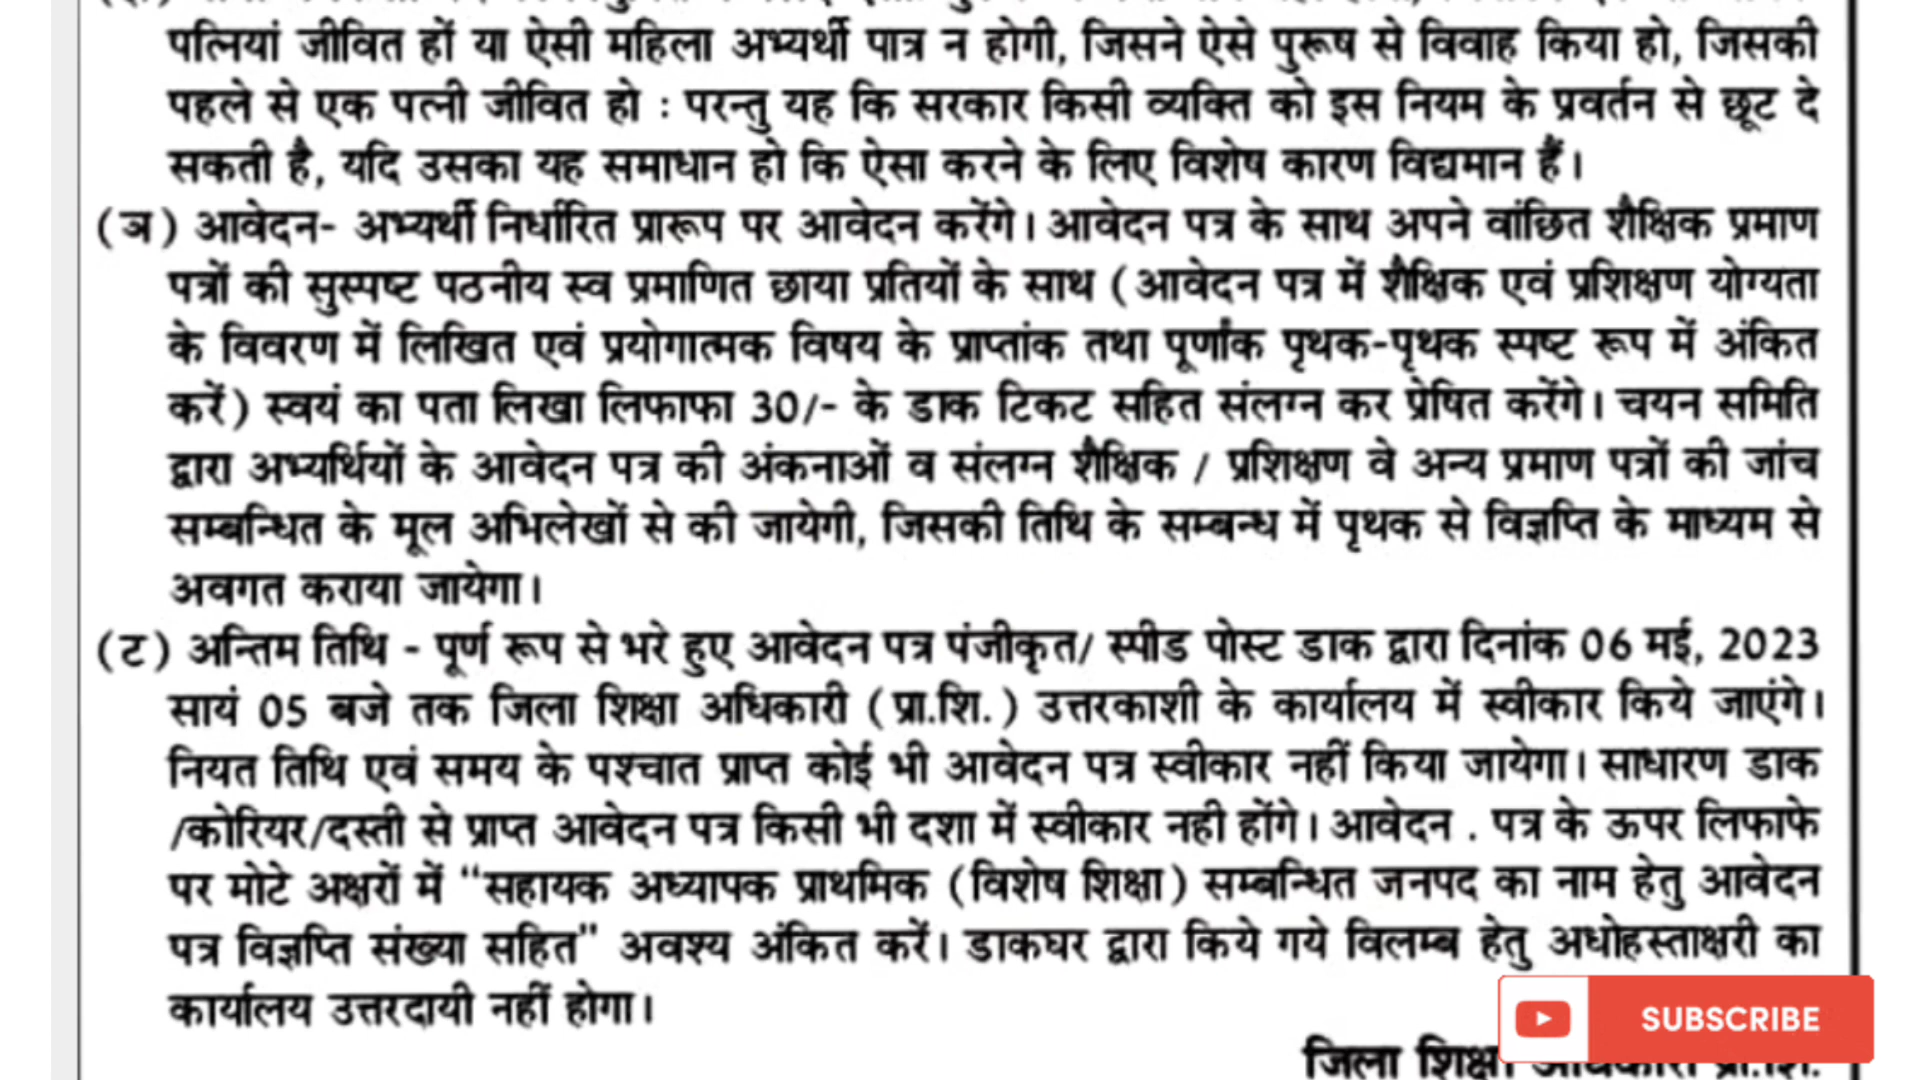 पत्नियां जीवित हों या ऐसी महिला अभ्यर्थी पात्र न होगी, जिसने ऐसे पुरूष से विवाह किया हो, जिसकी
पहले से एक पत्नी जीवित हो : परन्तु यह कि सरकार किसी व्यक्ति को इस नियम के प्रवर्तन से छूट दे
सकती है, यदि उसका यह समाधान हो कि ऐसा करने के लिए विशेष कारण विद्यमान हैं।
(ञ) आवेदन- अभ्यर्थी निर्धारित प्रारूप पर आवेदन करेंगे। आवेदन पत्र के साथ अपने वांछित शैक्षिक प्रमाण
पत्रों की सुस्पष्ट पठनीय स्व प्रमाणित छाया प्रतियों के साथ (आवेदन पत्र में शैक्षिक एवं प्रशिक्षण योग्यता
के विवरण में लिखित एवं प्रयोगात्मक विषय के प्राप्तांक तथा पूर्णांक पृथक-पृथक स्पष्ट रूप में अंकित
करें) स्वयं का पता लिखा लिफाफा 30/- के डाक टिकट सहित संलग्न कर प्रेषित करेंगे। चयन समिति
द्वारा अभ्यर्थियों के आवेदन पत्र की अंकनाओं व संलग्न शैक्षिक / प्रशिक्षण वे अन्य प्रमाण पत्रों की जांच
सम्बन्धित के मूल अभिलेखों से की जायेगी, जिसकी तिथि के सम्बन्ध में पृथक से विज्ञप्ति के माध्यम से
अवगत कराया जायेगा।
(ट) अन्तिम तिथि - पूर्ण रूप से भरे हुए आवेदन पत्र पंजीकृत/ स्पीड पोस्ट डाक द्वारा दिनांक 06 मई, 2023
सायं 05 बजे तक जिला शिक्षा अधिकारी (प्रा.शि.) उत्तरकाशी के कार्यालय में स्वीकार किये जाएंगे।
नियत तिथि एवं समय के पश्चात प्राप्त कोई भी आवेदन पत्र स्वीकार नहीं किया जायेगा। साधारण डाक
/कोरियर/दस्ती से प्राप्त आवेदन पत्र किसी भी दशा में स्वीकार नही होंगे। आवेदन . पत्र के ऊपर लिफाफे
पर मोटे अक्षरों में “सहायक अध्यापक प्राथमिक (विशेष शिक्षा) सम्बन्धित जनपद का नाम हेतु आवेदन
पत्र विज्ञप्ति संख्या सहित" अवश्य अंकित करें। डाकघर द्वारा किये गये विलम्ब हेतु अधोहस्ताक्षरी का
कार्यालय उत्तरदायी नहीं होगा।
SUBSCRIBE
जिला शिक्षा